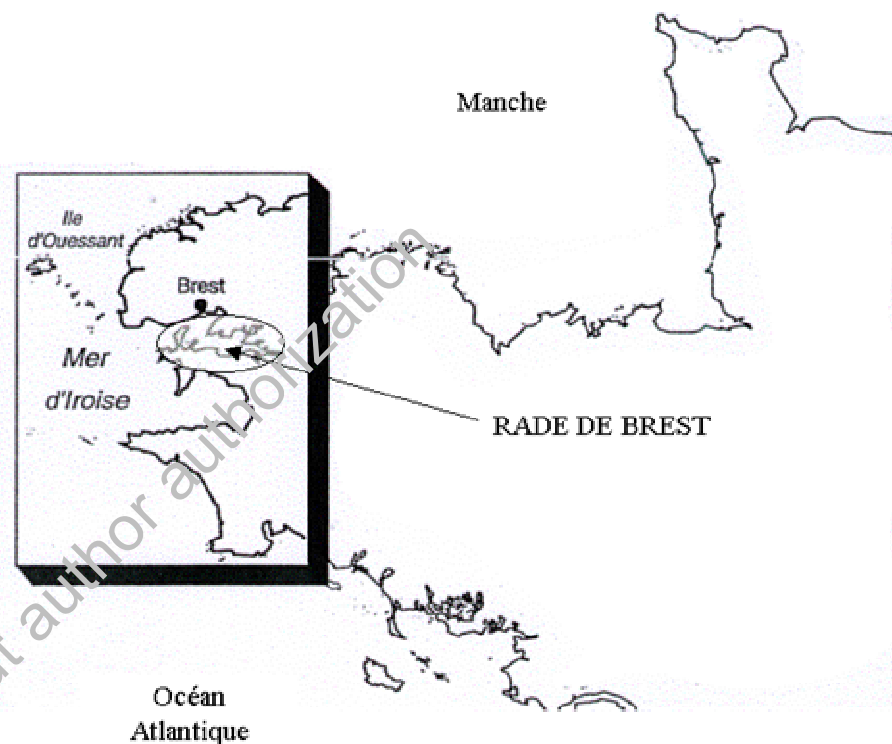 Manche
Ile
d'Ouessant
Brest
Mer
d'Iroise
RADE DE BREST
Océan
Atlantique
author authorization